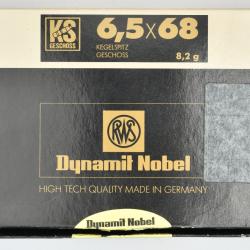 KS
GESCHOSS
6,5x68
KEGELSPITZ
GESCHOSS
8,2 g
RWS
Dynamit Nobel
HIGH TECH QUALITY MADE IN GERMANY
Dynamit Nobel